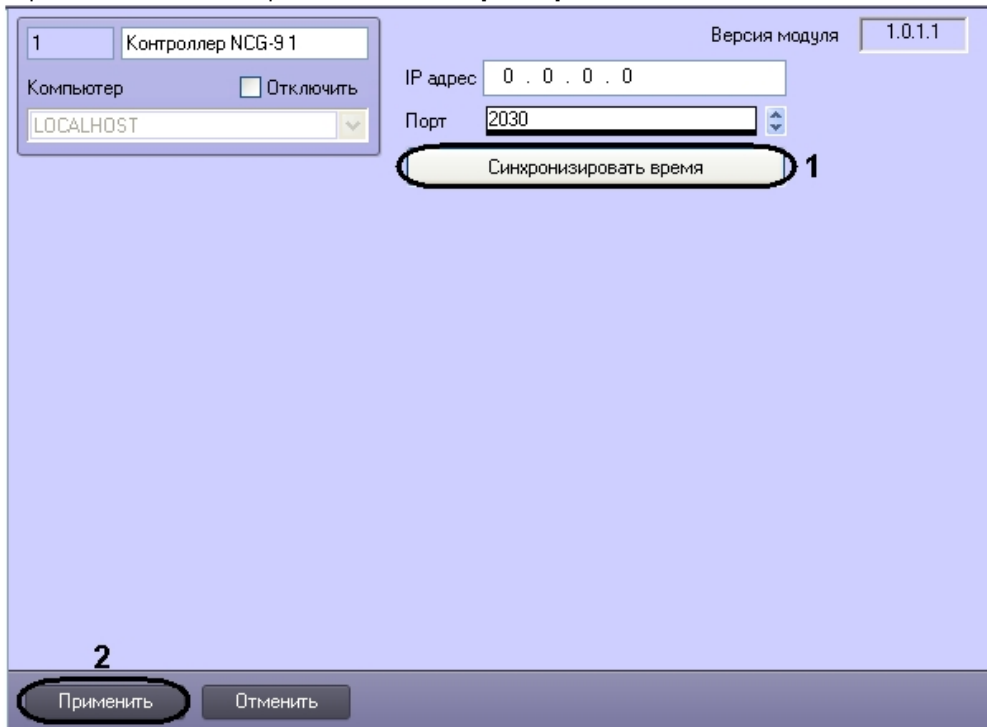 1 Контроллер NCG-9 1
Компьютер Отключить
LOCALHOST
Версия модуля 1.0.1.1
IP адрес 0 . 0 . 0 . 0
Порт 2030
Синхронизировать время 1
2
Применить Отменить